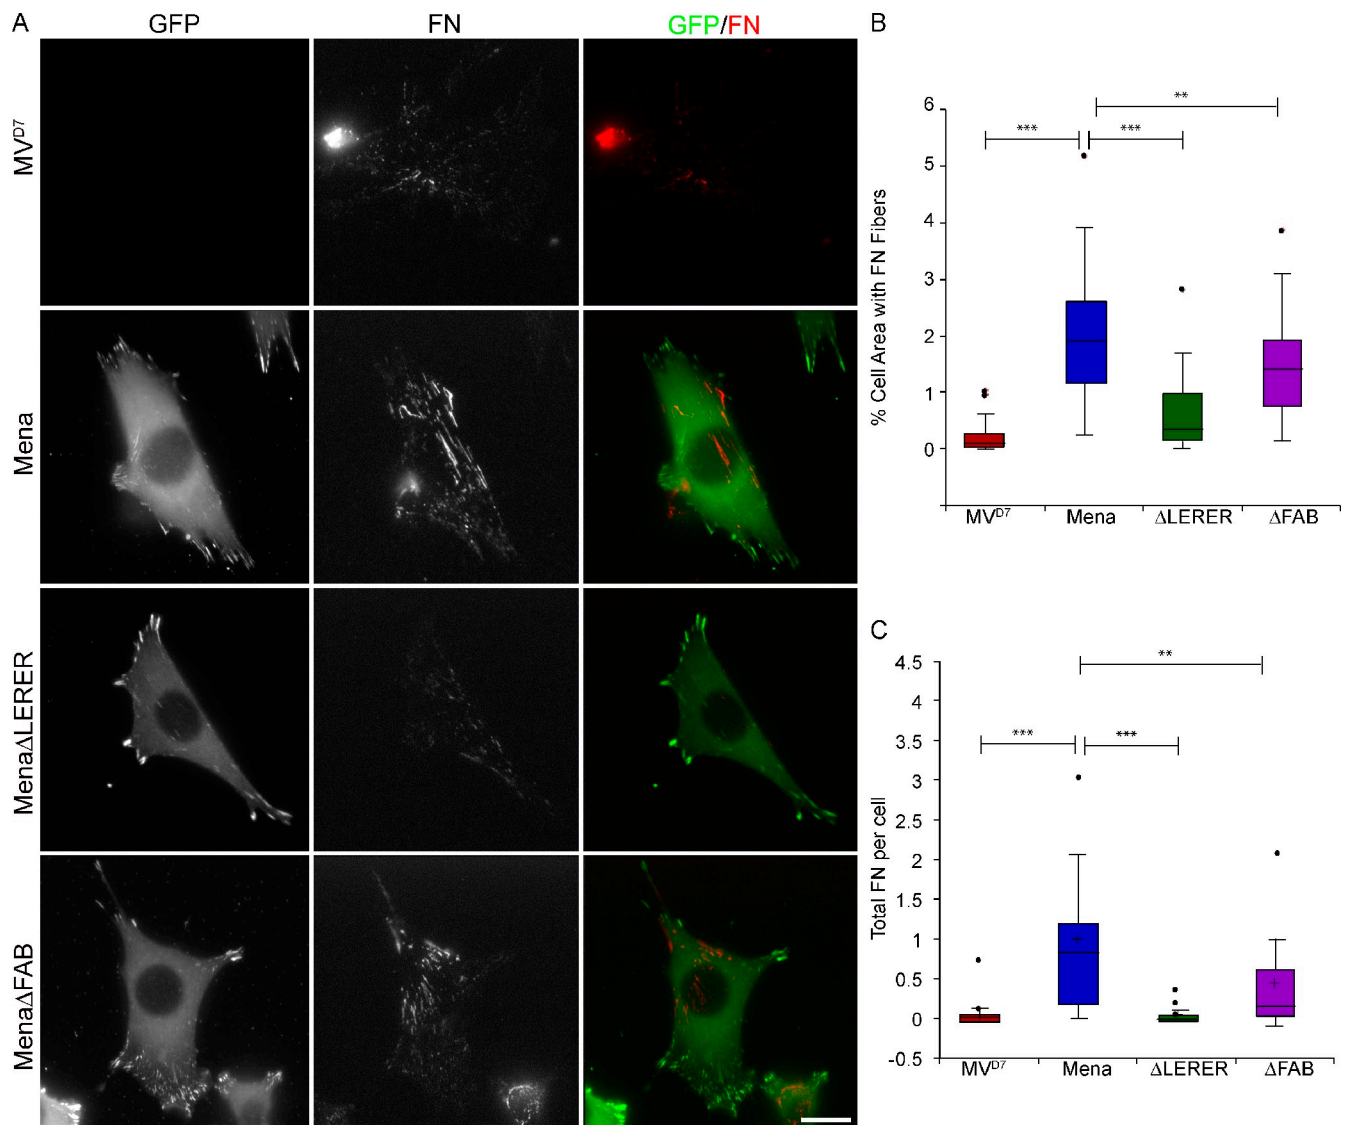 A
GFP
FN
GFP/FN
MVᴰ⁷
Mena
MenaΔLERER
MenaΔFAB
B
% Cell Area with FN Fibers
6
5
4
3
2
1
0
***
***
**
MVᴰ⁷
Mena
ΔLERER
ΔFAB
C
Total FN per cell
4.5
4
3.5
3
2.5
2
1.5
1
0.5
0
-0.5
***
***
**
MVᴰ⁷
Mena
ΔLERER
ΔFAB